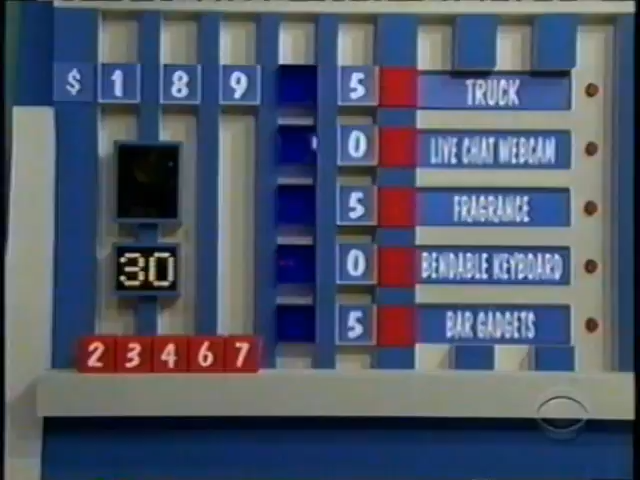 $ 1 8 9 5 TRUCK
0 LIVE CHAT WEBCAM
5 FRAGRANCE
30 0 BENDABLE KEYBOARD
5 BAR GADGETS
2 3 4 6 7